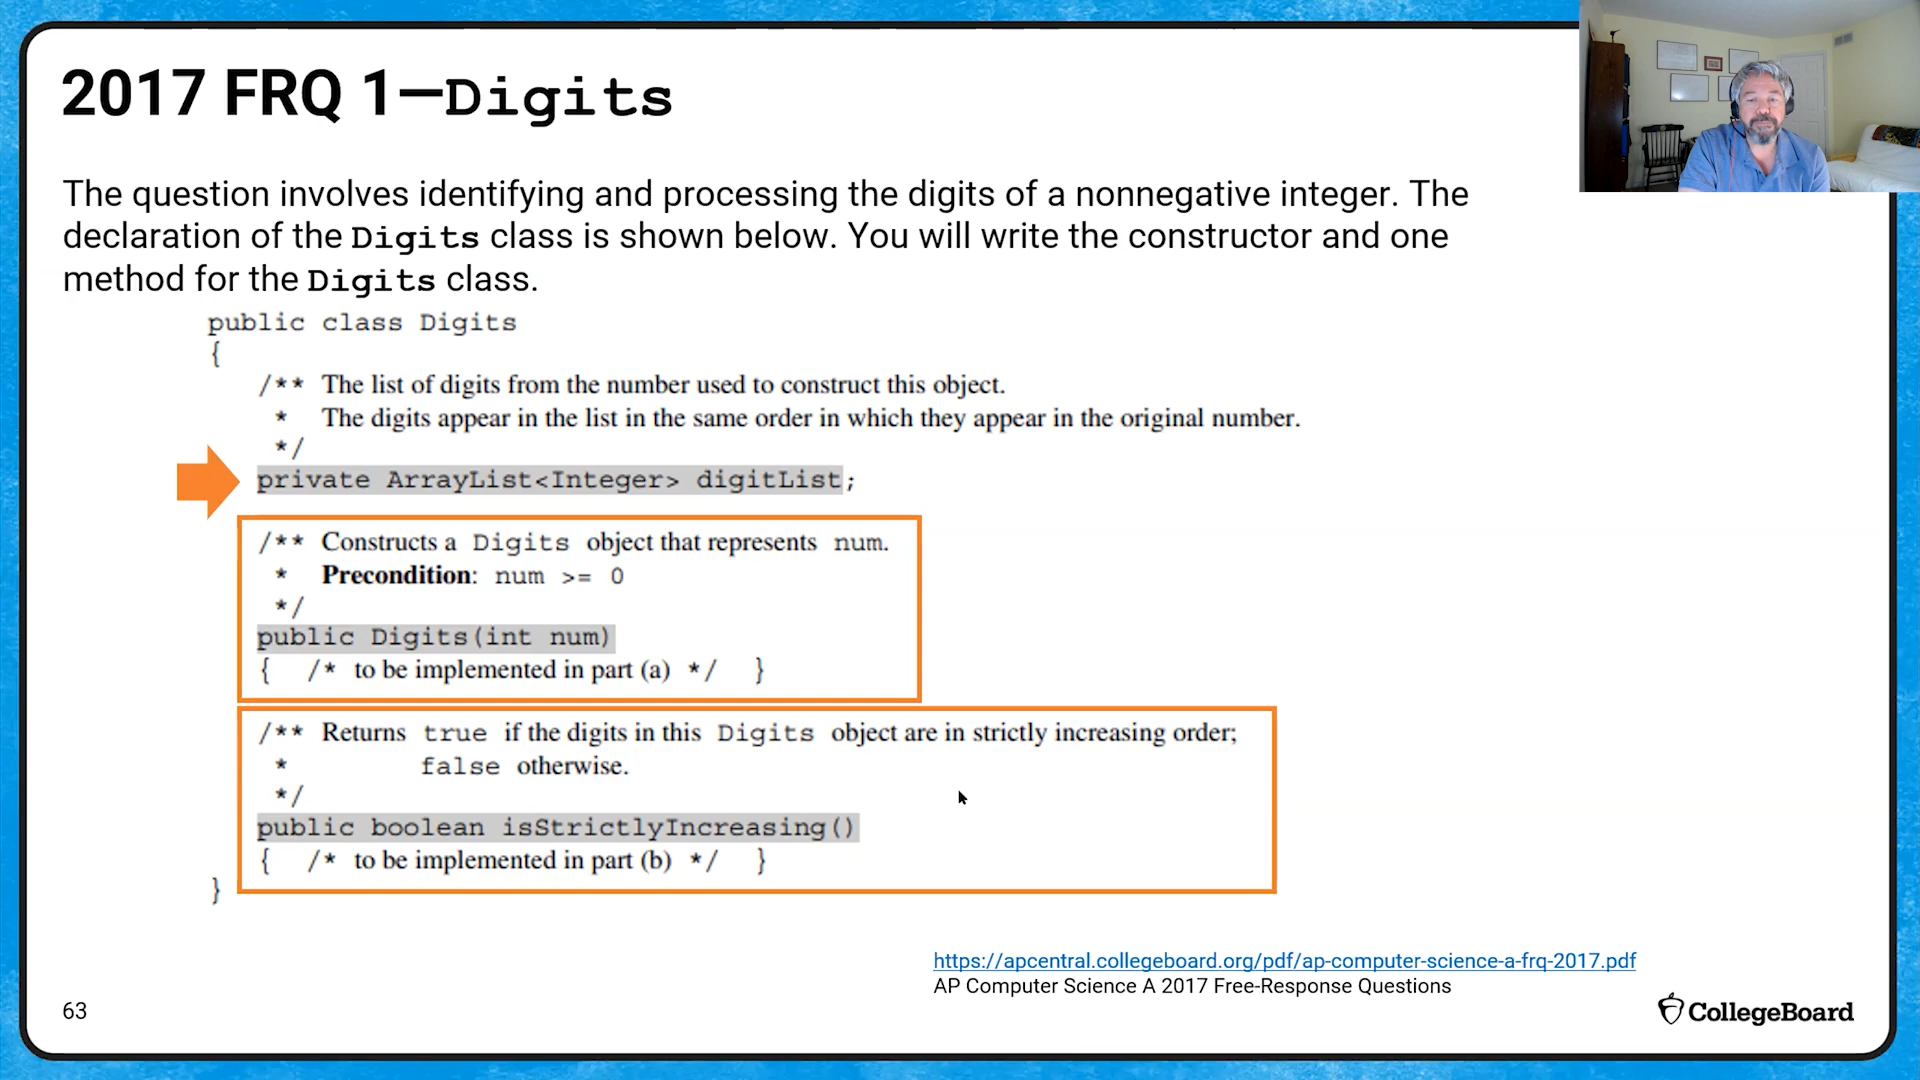 2017 FRQ 1—Digits
The question involves identifying and processing the digits of a nonnegative integer. The
declaration of the Digits class is shown below. You will write the constructor and one
method for the Digits class.
public class Digits
{
/** The list of digits from the number used to construct this object.
* The digits appear in the list in the same order in which they appear in the original number.
*/
private ArrayList<Integer> digitList;
/** Constructs a Digits object that represents num.
* Precondition: num >= 0
*/
public Digits(int num)
{ /* to be implemented in part (a) */ }
/** Returns true if the digits in this Digits object are in strictly increasing order;
* false otherwise.
*/
public boolean isStrictlyIncreasing()
{ /* to be implemented in part (b) */ }
}
https://apcentral.collegeboard.org/pdf/ap-computer-science-a-frq-2017.pdf
AP Computer Science A 2017 Free-Response Questions
63
CollegeBoard